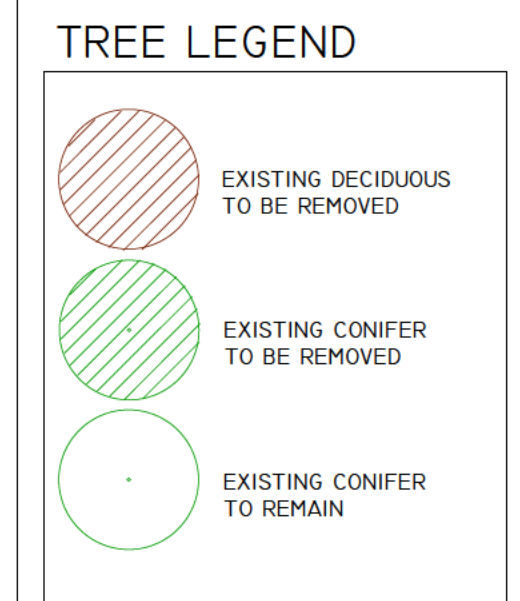 TREE LEGEND
EXISTING DECIDUOUS
TO BE REMOVED
EXISTING CONIFER
TO BE REMOVED
EXISTING CONIFER
TO REMAIN